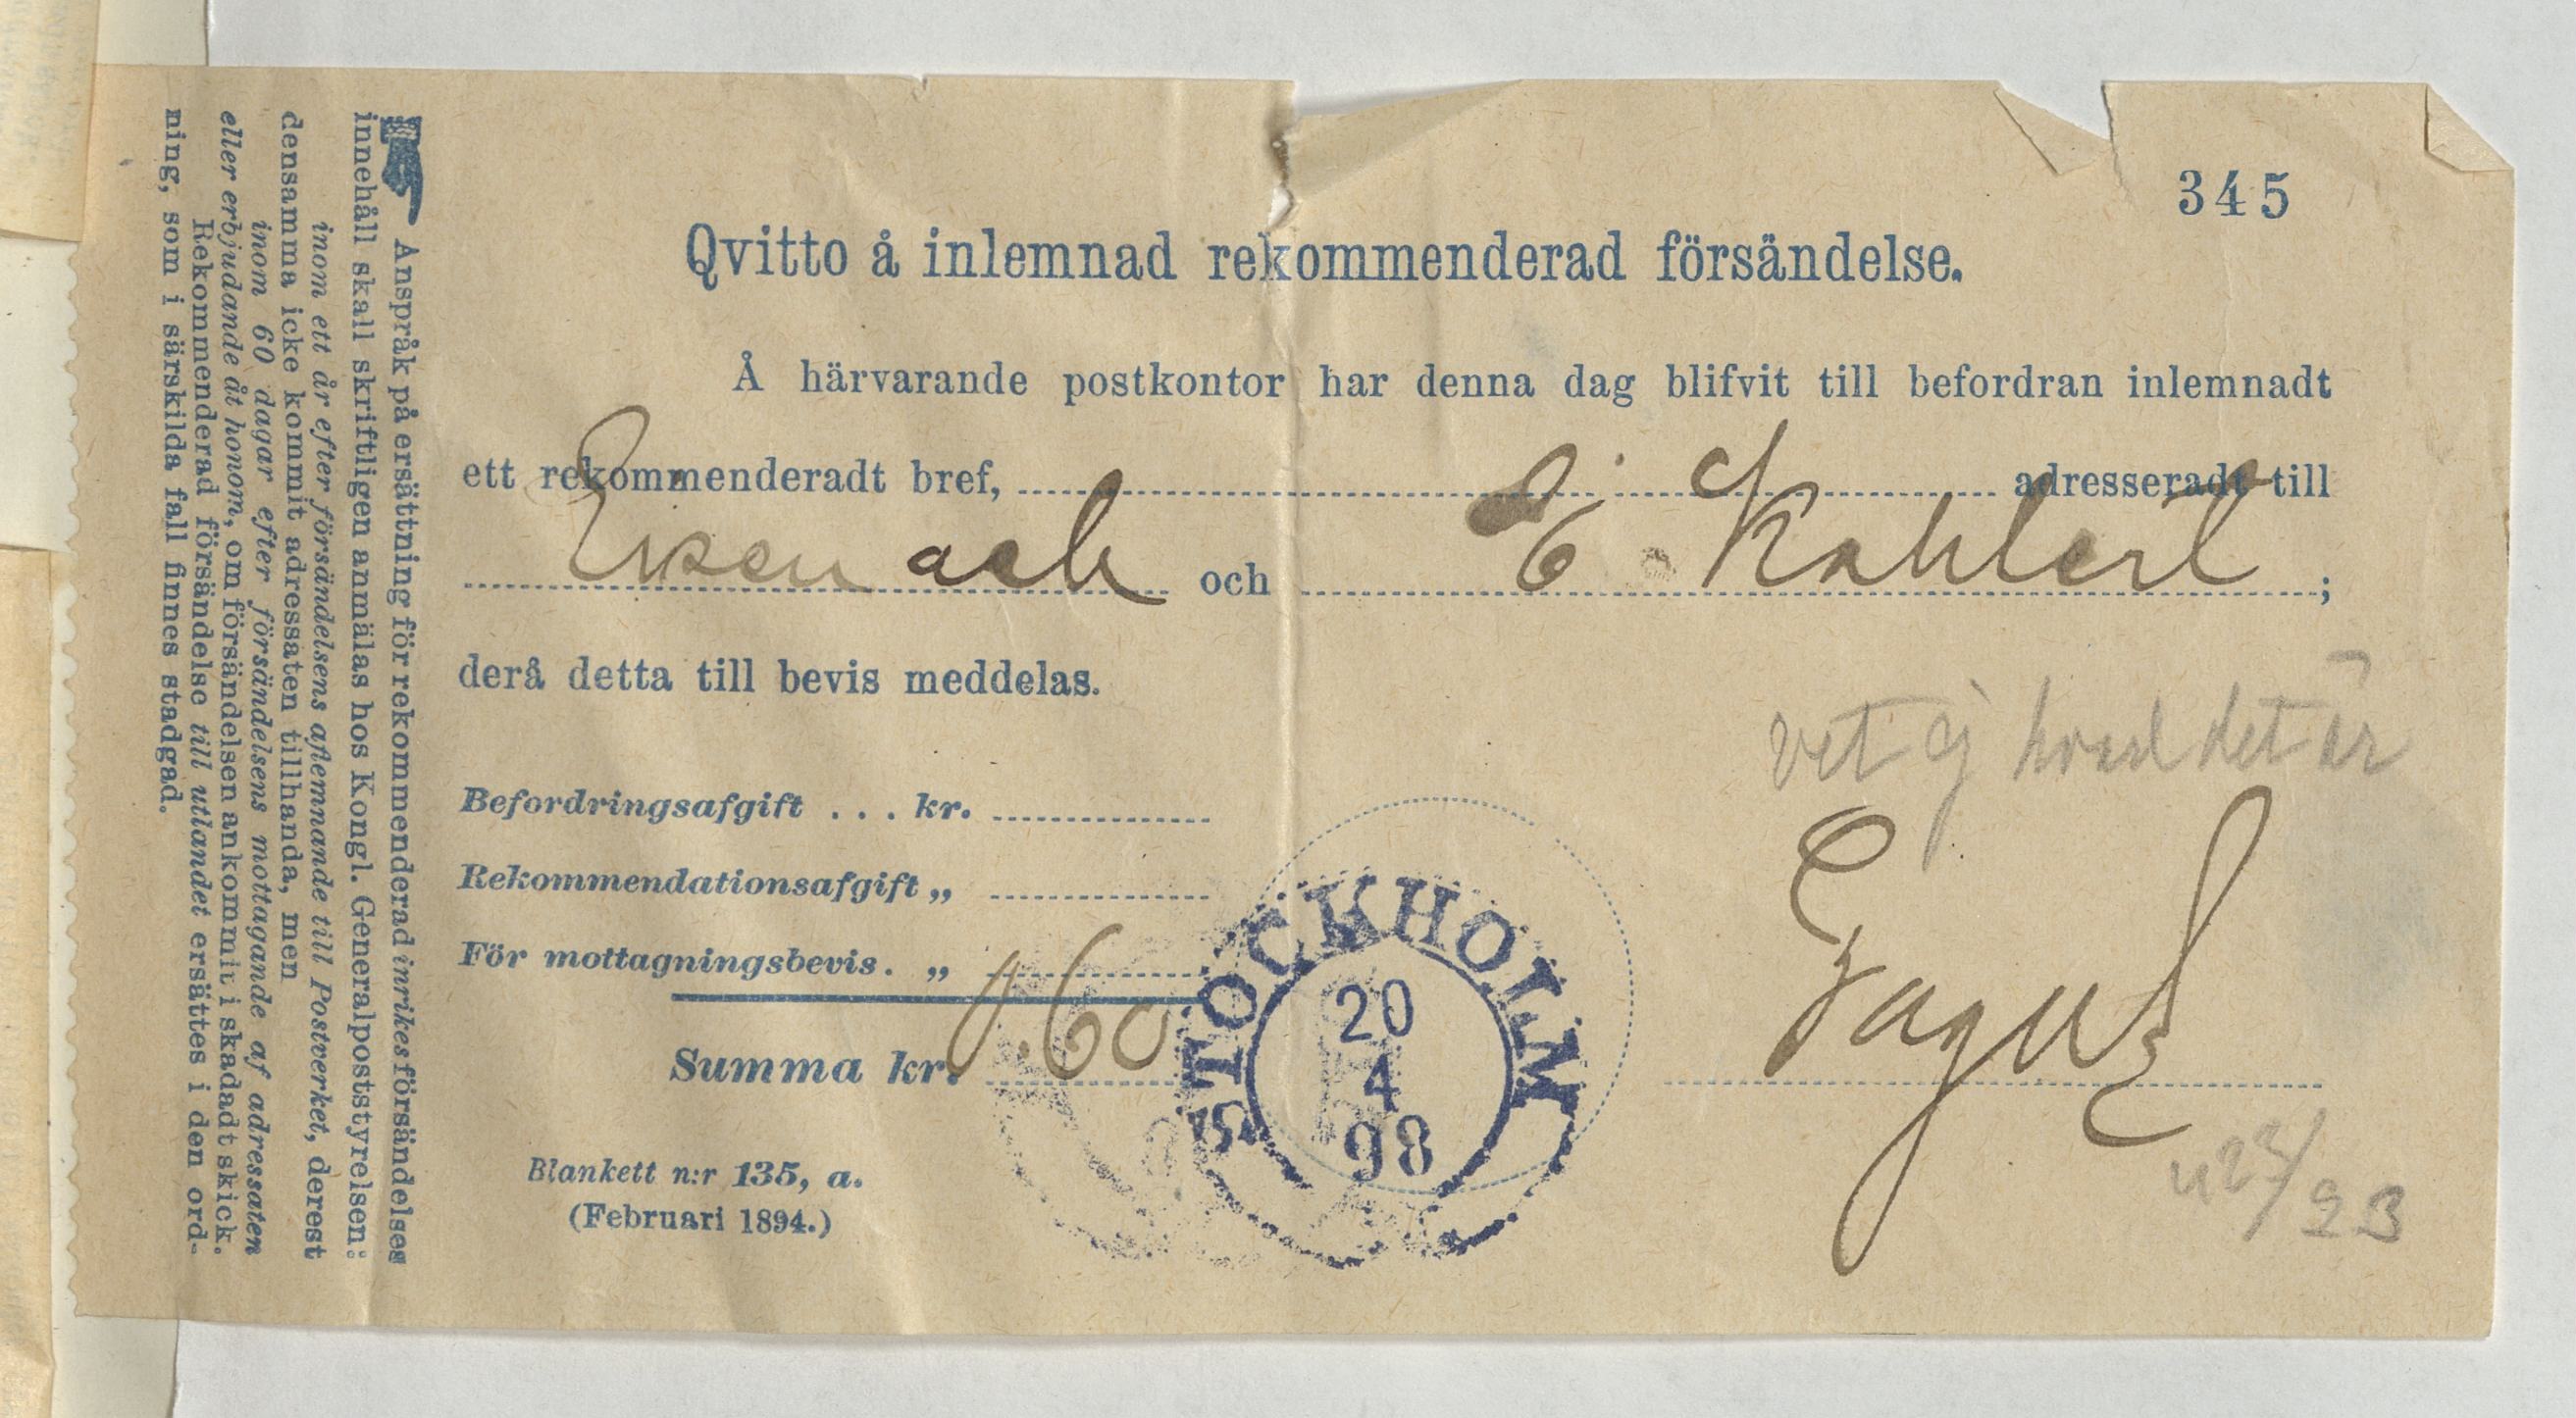 345
Qvitto å inlemnad rekommenderad försändelse.
Å härvarande postkontor har denna dag blifvit till befordran inlemnadt
ett rekommenderadt bref, adresseradt till
Eisenach och E. Kahlert;
derå detta till bevis meddelas.
vet ej hvad det är
Befordringsafgift . . . kr.
Rekommendationsafgift „
För mottagningsbevis . „
Summa kr.
STOCKHOLM
20
4
98
Blankett n:r 135, a.
(Februari 1894.)
Anspråk på ersättning för rekommenderad inrikes försändelses
innehåll skall skriftligen anmälas hos Kongl. Generalpoststyrelsen:
inom ett år efter försändelsens aflemnande till Postverket, derest
densamma icke kommit adressaten tillhanda, men
inom 60 dagar efter försändelsens mottagande af adressaten
eller erbjudande åt honom, om försändelsen ankommit i skadadt skick.
Rekommenderad försändelse till utlandet ersättes i den ord-
ning, som i särskilda fall finnes stadgad.